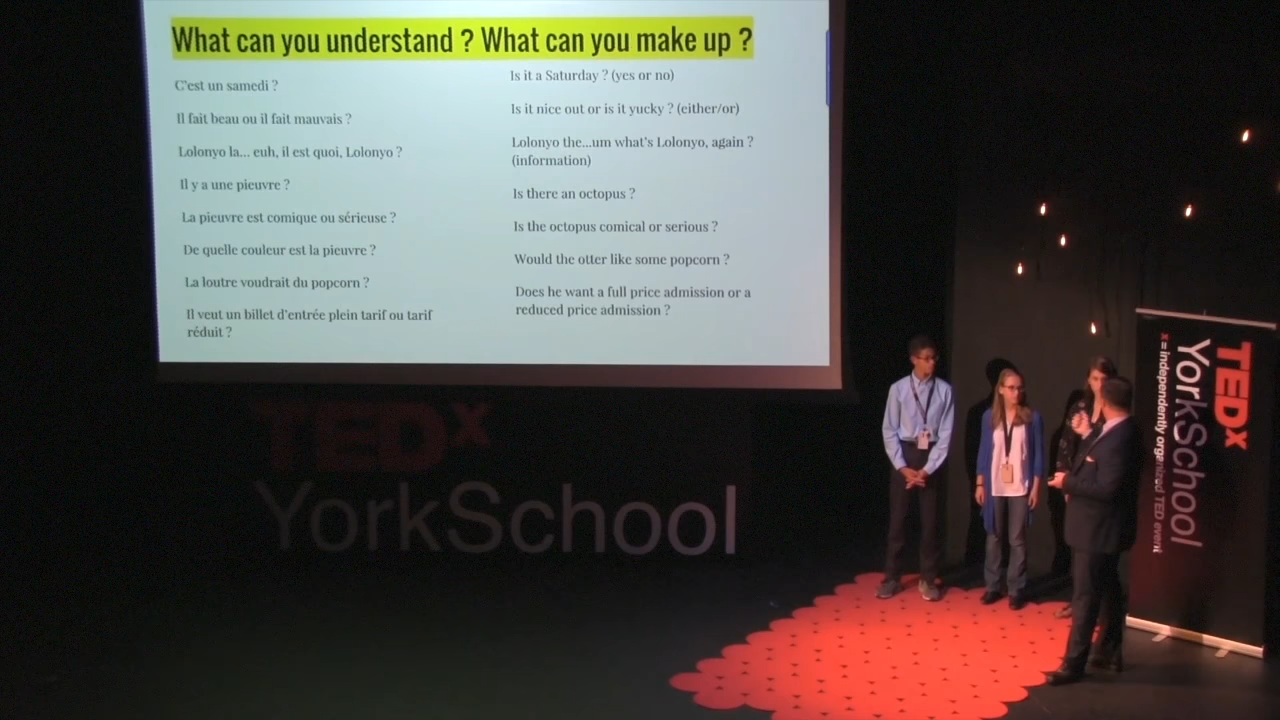 What can you understand ? What can you make up ?
C'est un samedi ?
Il fait beau ou il fait mauvais ?
Lolonyo la... euh, il est quoi, Lolonyo ?
Il y a une pieuvre ?
La pieuvre est comique ou sérieuse ?
De quelle couleur est la pieuvre ?
La loutre voudrait du popcorn ?
Il veut un billet d'entrée plein tarif ou tarif
réduit ?
Is it a Saturday ? (yes or no)
Is it nice out or is it yucky ? (either/or)
Lolonyo the...um what's Lolonyo, again ?
(information)
Is there an octopus ?
Is the octopus comical or serious ?
Would the otter like some popcorn ?
Does he want a full price admission or a
reduced price admission ?
TEDx
YorkSchool
TEDx
YorkSchool
x = independently organized TED event